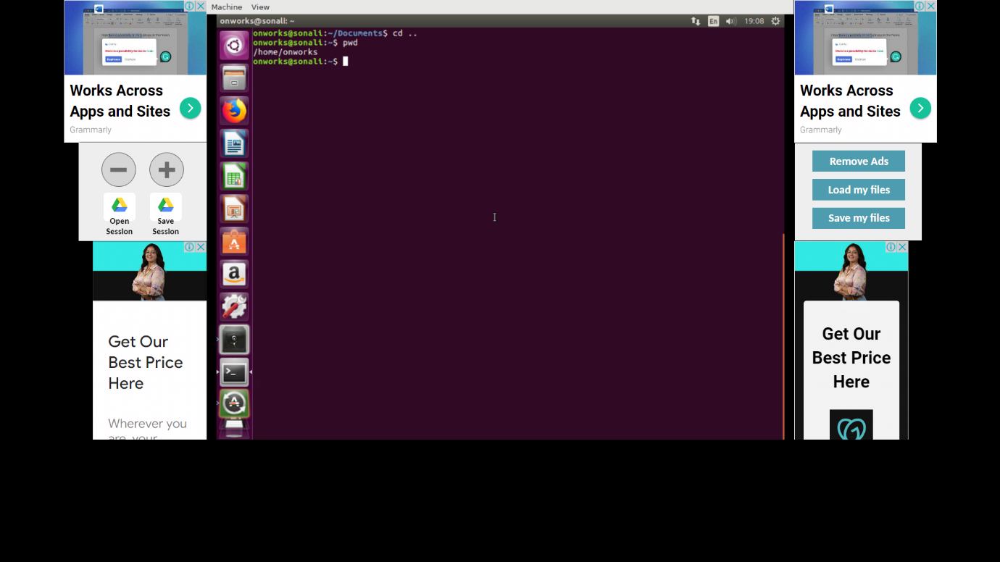 Machine View
onworks@sonali: ~
En 19:08
onworks@sonali:~/Documents$ cd ..
onworks@sonali:~$ pwd
/home/onworks
onworks@sonali:~$
Works Across
Apps and Sites
Grammarly
Open
Session
Save
Session
Get Our
Best Price
Here
Wherever you
are, your
Works Across
Apps and Sites
Grammarly
Remove Ads
Load my files
Save my files
Get Our
Best Price
Here